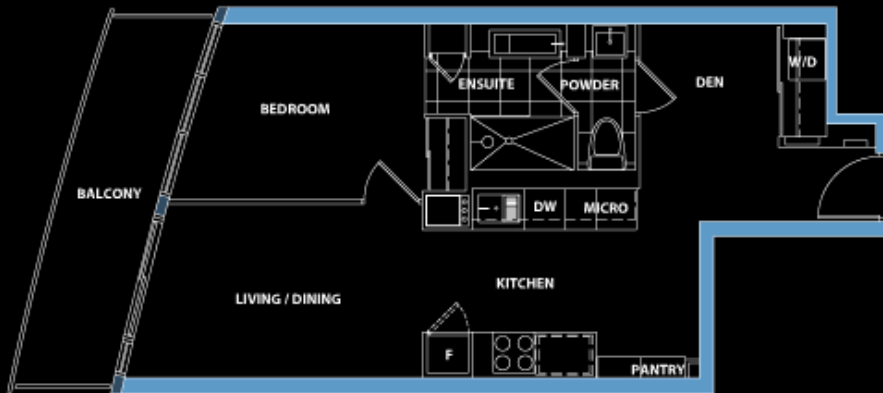 W/D
ENSUITE
POWDER
DEN
BEDROOM
BALCONY
DW
MICRO
KITCHEN
LIVING / DINING
F
PANTRY